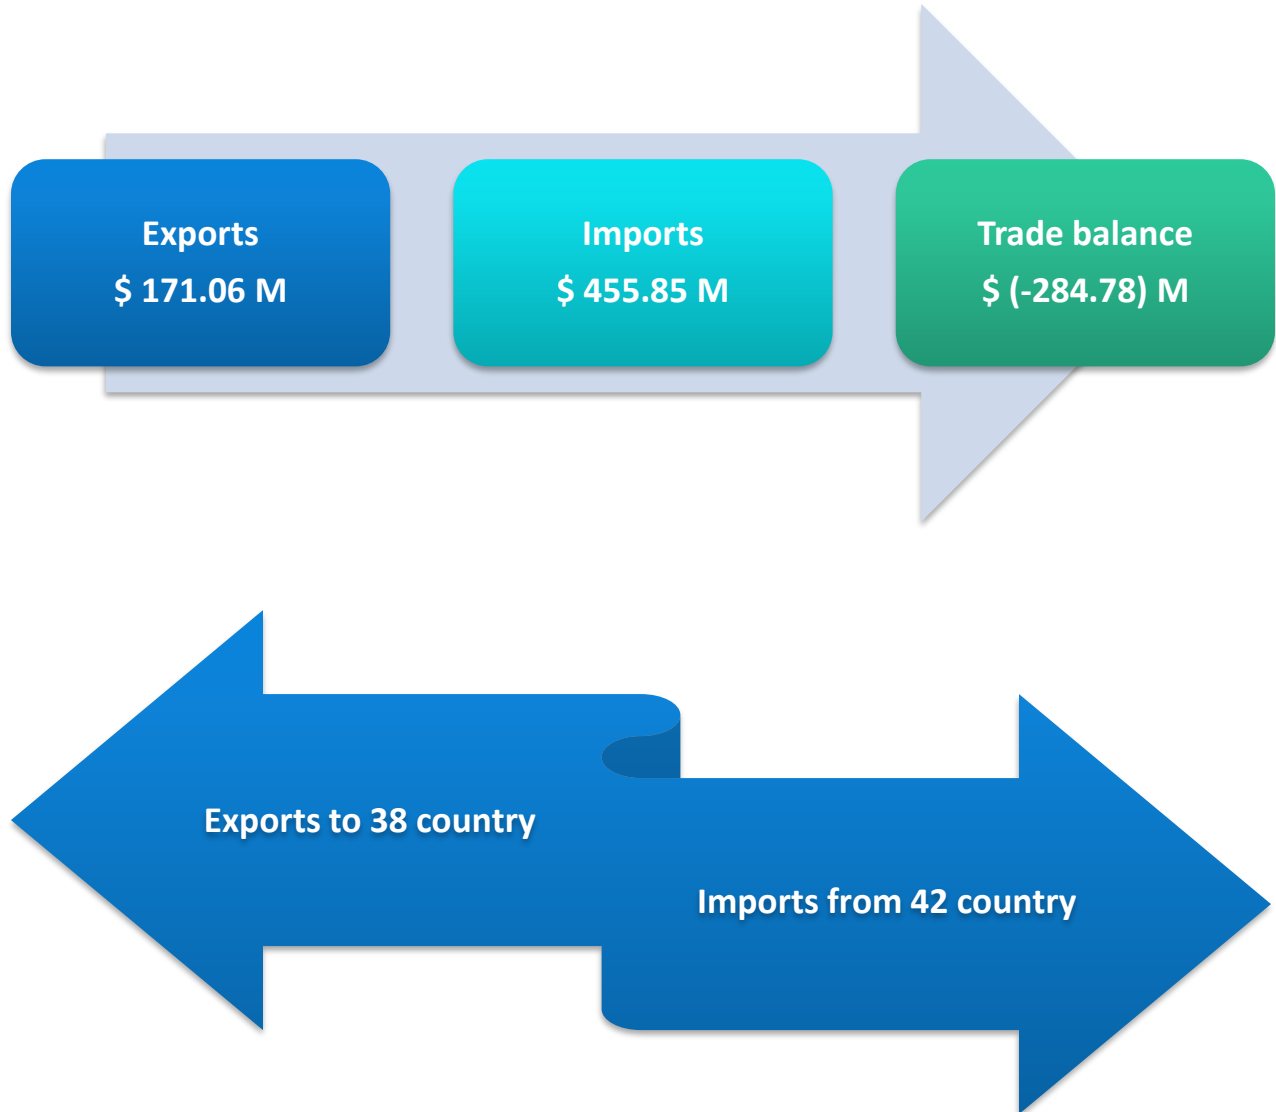 Exports
$ 171.06 M
Imports
$ 455.85 M
Trade balance
$ (-284.78) M
Exports to 38 country
Imports from 42 country